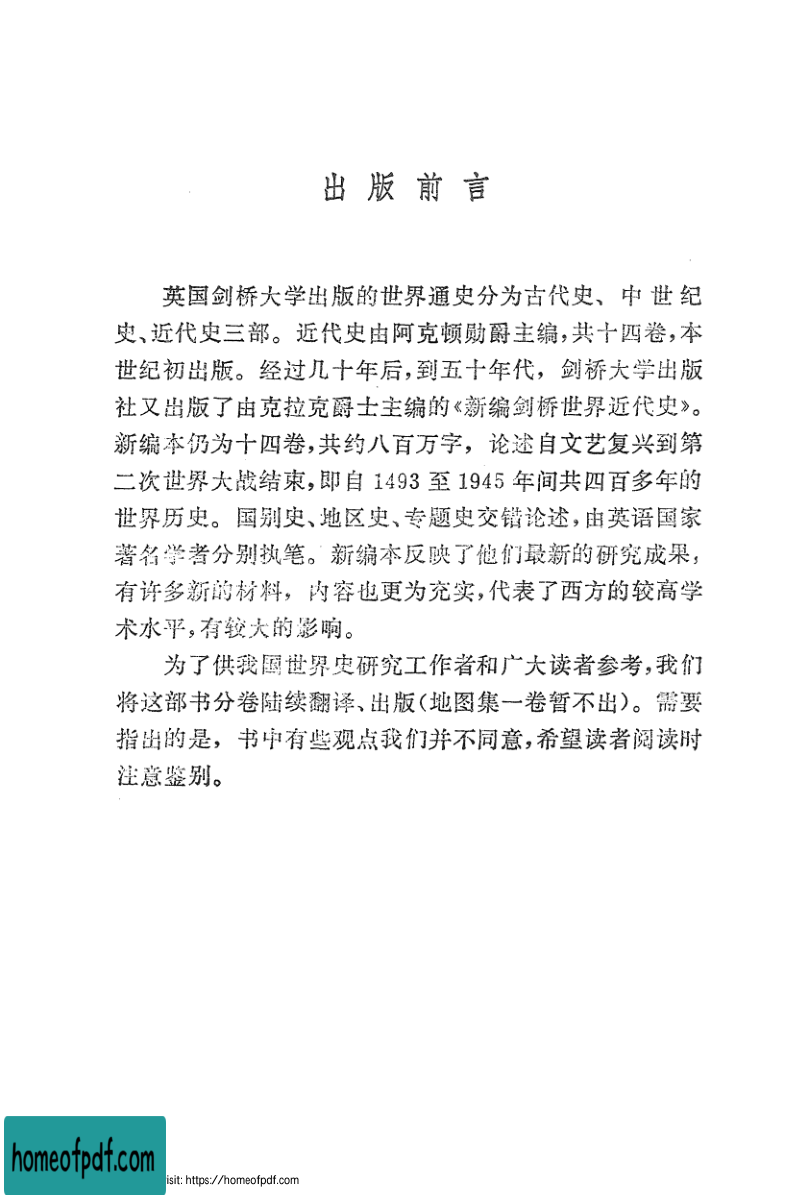 出版前言
英国剑桥大学出版的世界通史分为古代史、中世纪
史、近代史三部。近代史由阿克顿勋爵主编,共十四卷,本
世纪初出版。经过几十年后,到五十年代,剑桥大学出版
社又出版了由克拉克爵士主编的《新编剑桥世界近代史》。
新编本仍为十四卷,共约八百万字,论述自文艺复兴到第
二次世界大战结束,即自1493至1945年间共四百多年的
世界历史。国别史、地区史、专题史交错论述,由英语国家
著名学者分别执笔。新编本反映了他们最新的研究成果,
有许多新的材料,内容也更为充实,代表了西方的较高学
术水平,有较大的影响。
为了供我国世界史研究工作者和广大读者参考,我们
将这部书分卷陆续翻译、出版(地图集一卷暂不出)。需要
指出的是,书中有些观点我们并不同意,希望读者阅读时
注意鉴别。
homeofpdf.com
isit: https://homeofpdf.com